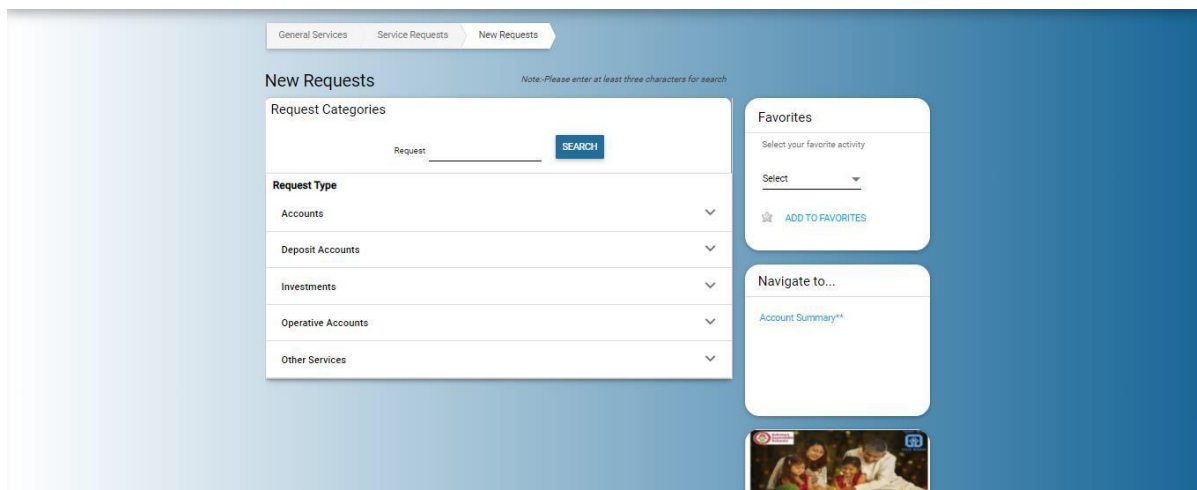 General Services
Service Requests
New Requests
New Requests
Note:-Please enter at least three characters for search
Request Categories
Request
SEARCH
Request Type
Accounts
Deposit Accounts
Investments
Operative Accounts
Other Services
Favorites
Select your favorite activity
Select
ADD TO FAVORITES
Navigate to...
Account Summary**